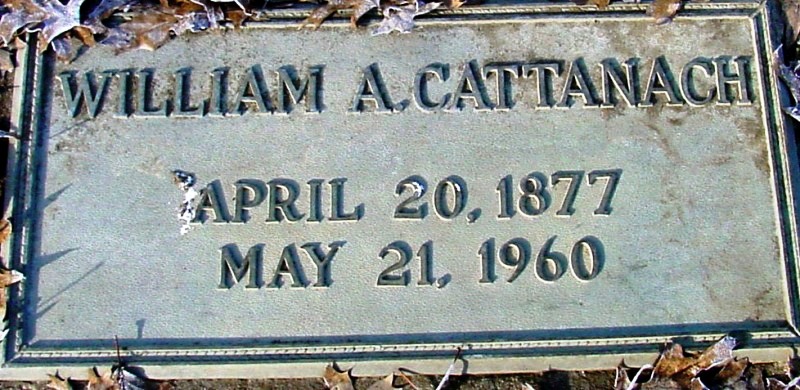 WILLIAM A. CATTANACH
APRIL 20, 1877
MAY 21, 1960